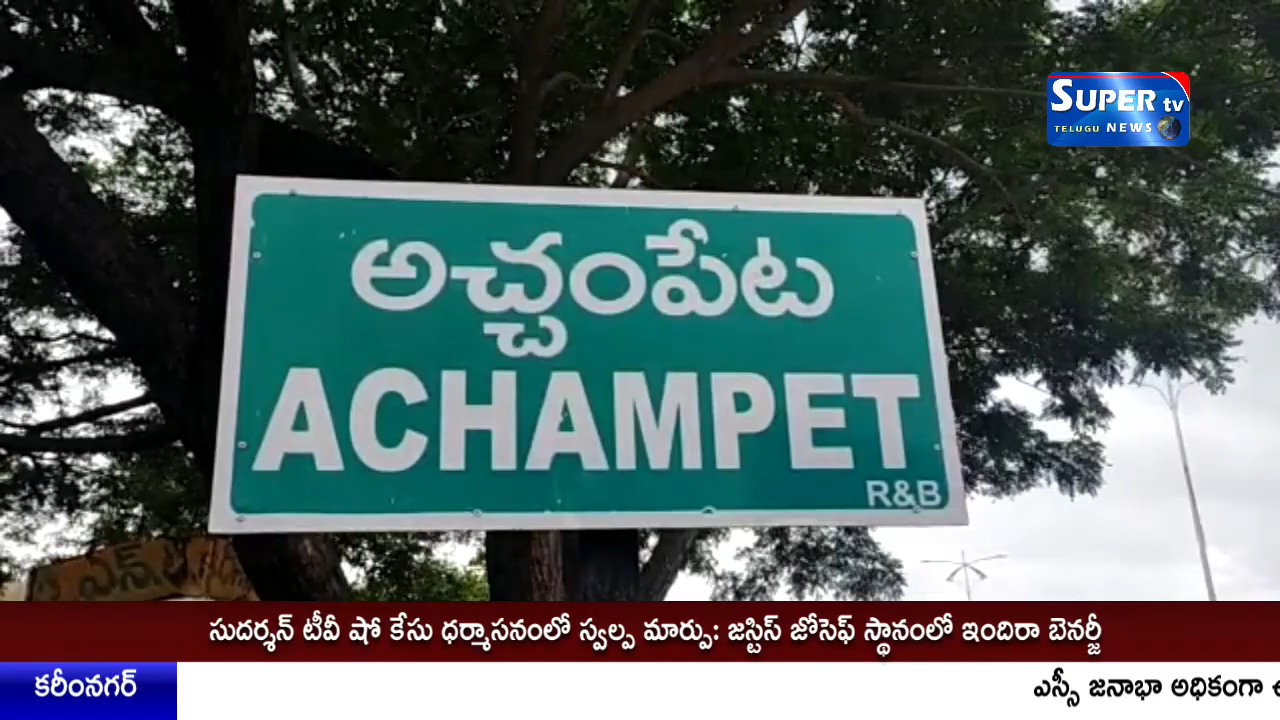 SUPER tv
TELUGU NEWS
అచ్చంపేట
ACHAMPET
R&B
సుదర్శన్ టీవీ షో కేసు ధర్మాసనంలో స్వల్ప మార్పు: జస్టిస్ జోసెఫ్ స్థానంలో ఇందిరా బెనర్జీ
కరీంనగర్
ఎస్సీ జనాభా అధికంగా